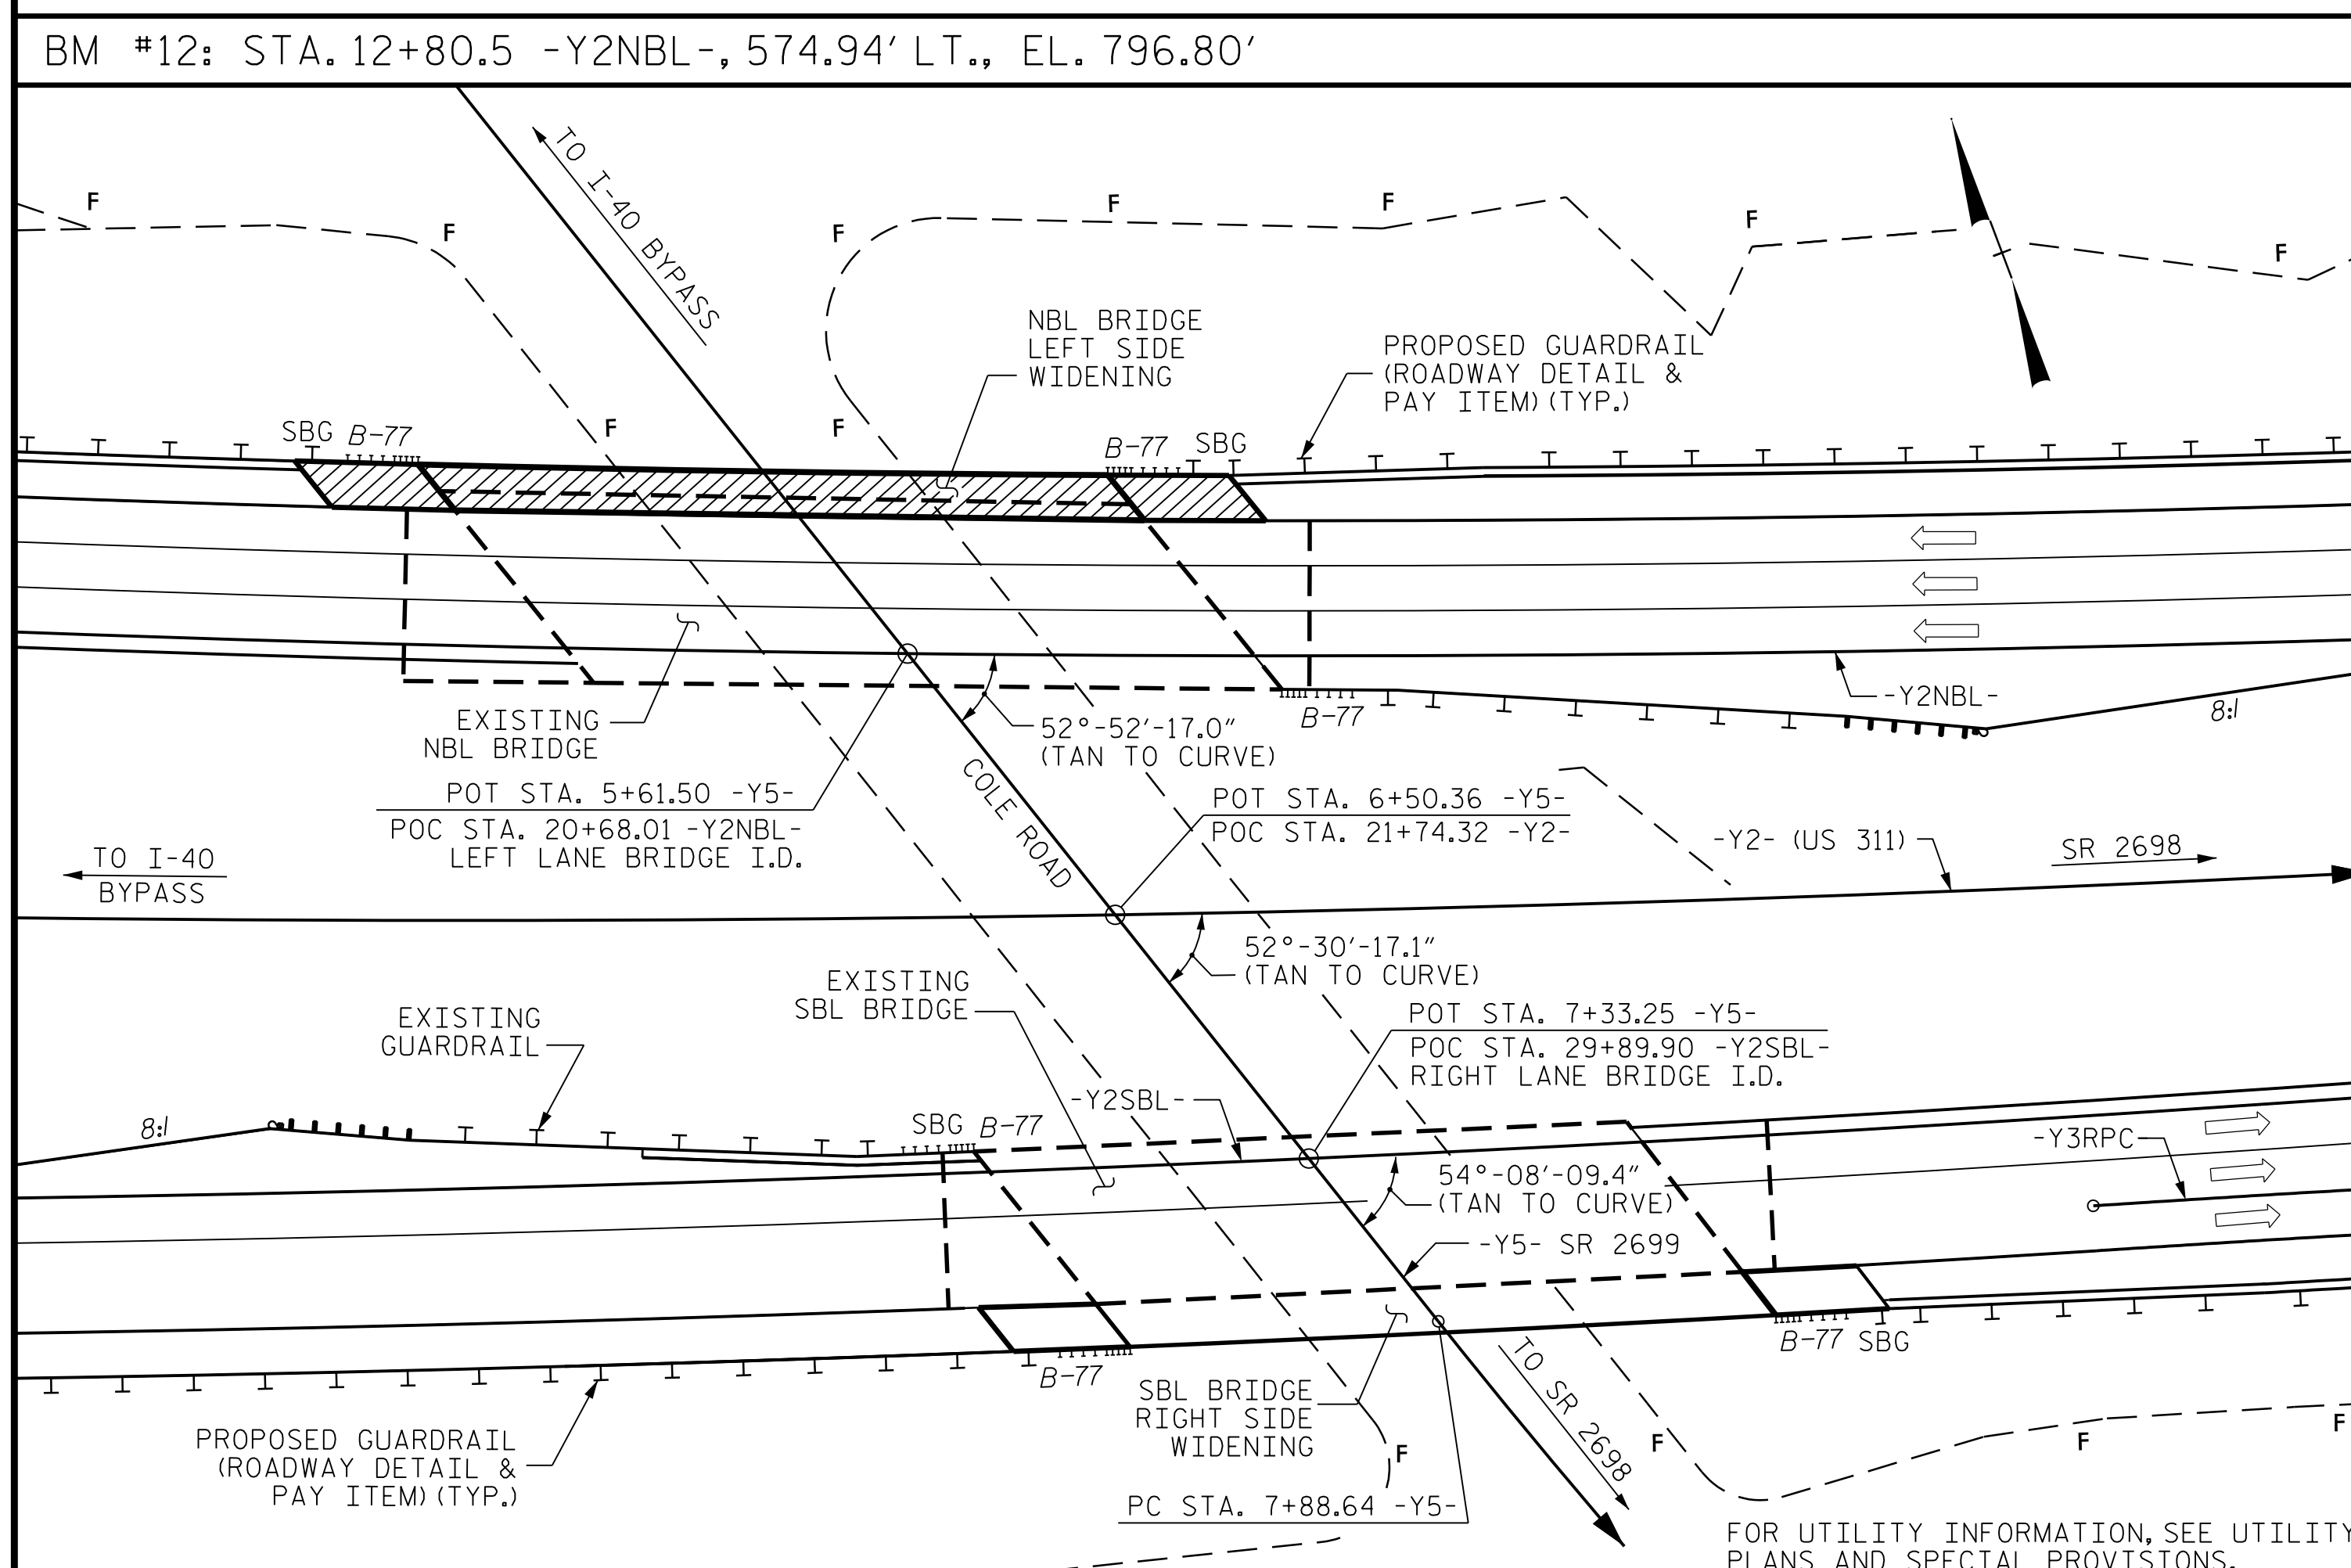 BM #12: STA. 12+80.5 -Y2NBL-, 574.94' LT., EL. 796.80'
TO I-40 BYPASS
F
F
F
F
F
F
F
F
F
NBL BRIDGE
LEFT SIDE
WIDENING
PROPOSED GUARDRAIL
(ROADWAY DETAIL &
PAY ITEM) (TYP.)
SBG B-77
B-77 SBG
EXISTING
NBL BRIDGE
52°-52'-17.0"
(TAN TO CURVE)
B-77
-Y2NBL-
8:1
POT STA. 5+61.50 -Y5-
POC STA. 20+68.01 -Y2NBL-
LEFT LANE BRIDGE I.D.
COLE ROAD
POT STA. 6+50.36 -Y5-
POC STA. 21+74.32 -Y2-
-Y2- (US 311)
SR 2698
TO I-40
BYPASS
52°-30'-17.1"
(TAN TO CURVE)
EXISTING
SBL BRIDGE
EXISTING
GUARDRAIL
POT STA. 7+33.25 -Y5-
POC STA. 29+89.90 -Y2SBL-
RIGHT LANE BRIDGE I.D.
-Y2SBL-
8:1
SBG B-77
-Y3RPC-
54°-08'-09.4"
(TAN TO CURVE)
-Y5- SR 2699
B-77
B-77 SBG
SBL BRIDGE
RIGHT SIDE
WIDENING
TO SR 2698
PROPOSED GUARDRAIL
(ROADWAY DETAIL &
PAY ITEM) (TYP.)
F
F
F
F
PC STA. 7+88.64 -Y5-
FOR UTILITY INFORMATION, SEE UTILITY
PLANS AND SPECIAL PROVISIONS.